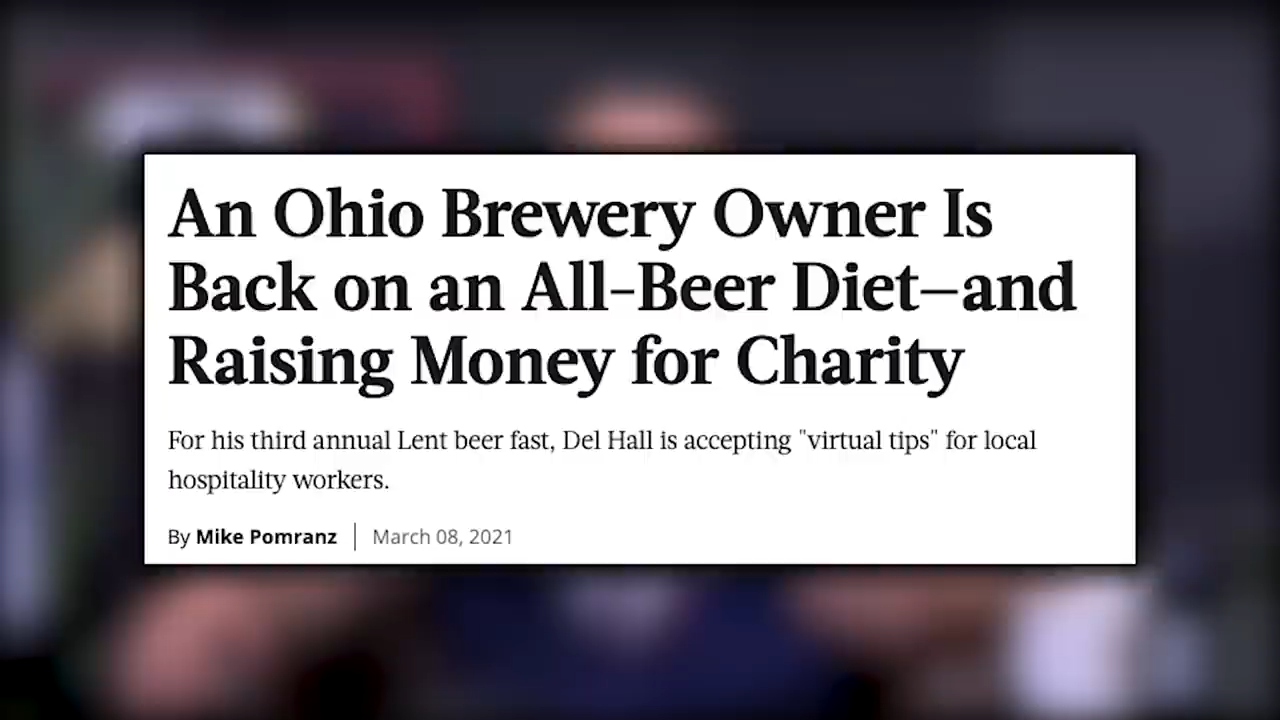 An Ohio Brewery Owner Is
Back on an All-Beer Diet—and
Raising Money for Charity
For his third annual Lent beer fast, Del Hall is accepting "virtual tips" for local
hospitality workers.
By Mike Pomranz | March 08, 2021